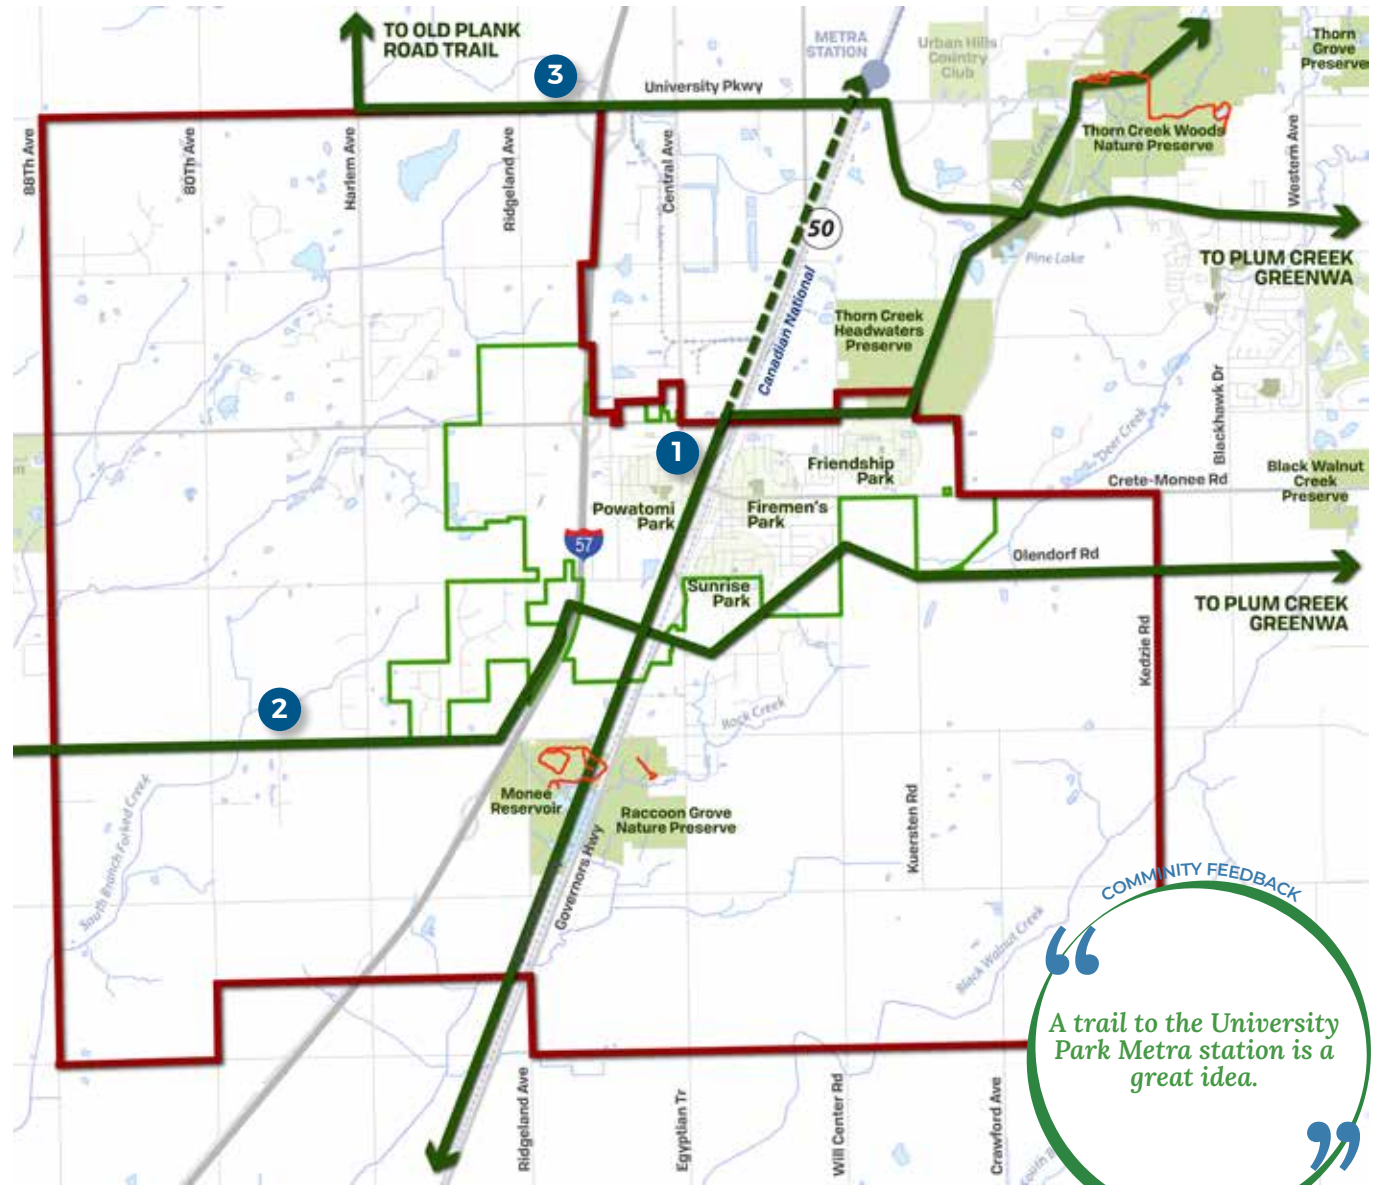 TO OLD PLANK
ROAD TRAIL
3
University Pkwy
METRA
STATION
Urban Hills
Country
Club
Thorn
Grove
Preserve
88Th Ave
80Th Ave
Harlem Ave
Ridgeland Ave
Central Ave
50
Canadian National
Deer Creek
Thorn Creek Woods
Nature Preserve
Western Ave
Pine Lake
TO PLUM CREEK
GREENWA
Thorn Creek
Headwaters
Preserve
Blackhawk Dr
Deer Creek
1
Friendship
Park
Crete-Monee Rd
Black Walnut
Creek
Preserve
Powatomi
Park
Firemen's
Park
57
Olendorf Rd
Sunrise
Park
TO PLUM CREEK
GREENWA
Kedzie Rd
2
Rock Creek
South Branch Forked Creek
Monee
Reservoir
Raccoon Grove
Nature Preserve
Governors Hwy
Kuersten Rd
Black Walnut Creek
COMMINITY FEEDBACK
“
A trail to the University
Park Metra station is a
great idea.
”
Ridgeland Ave
Egyptian Tr
Will Center Rd
Crawford Ave
South B